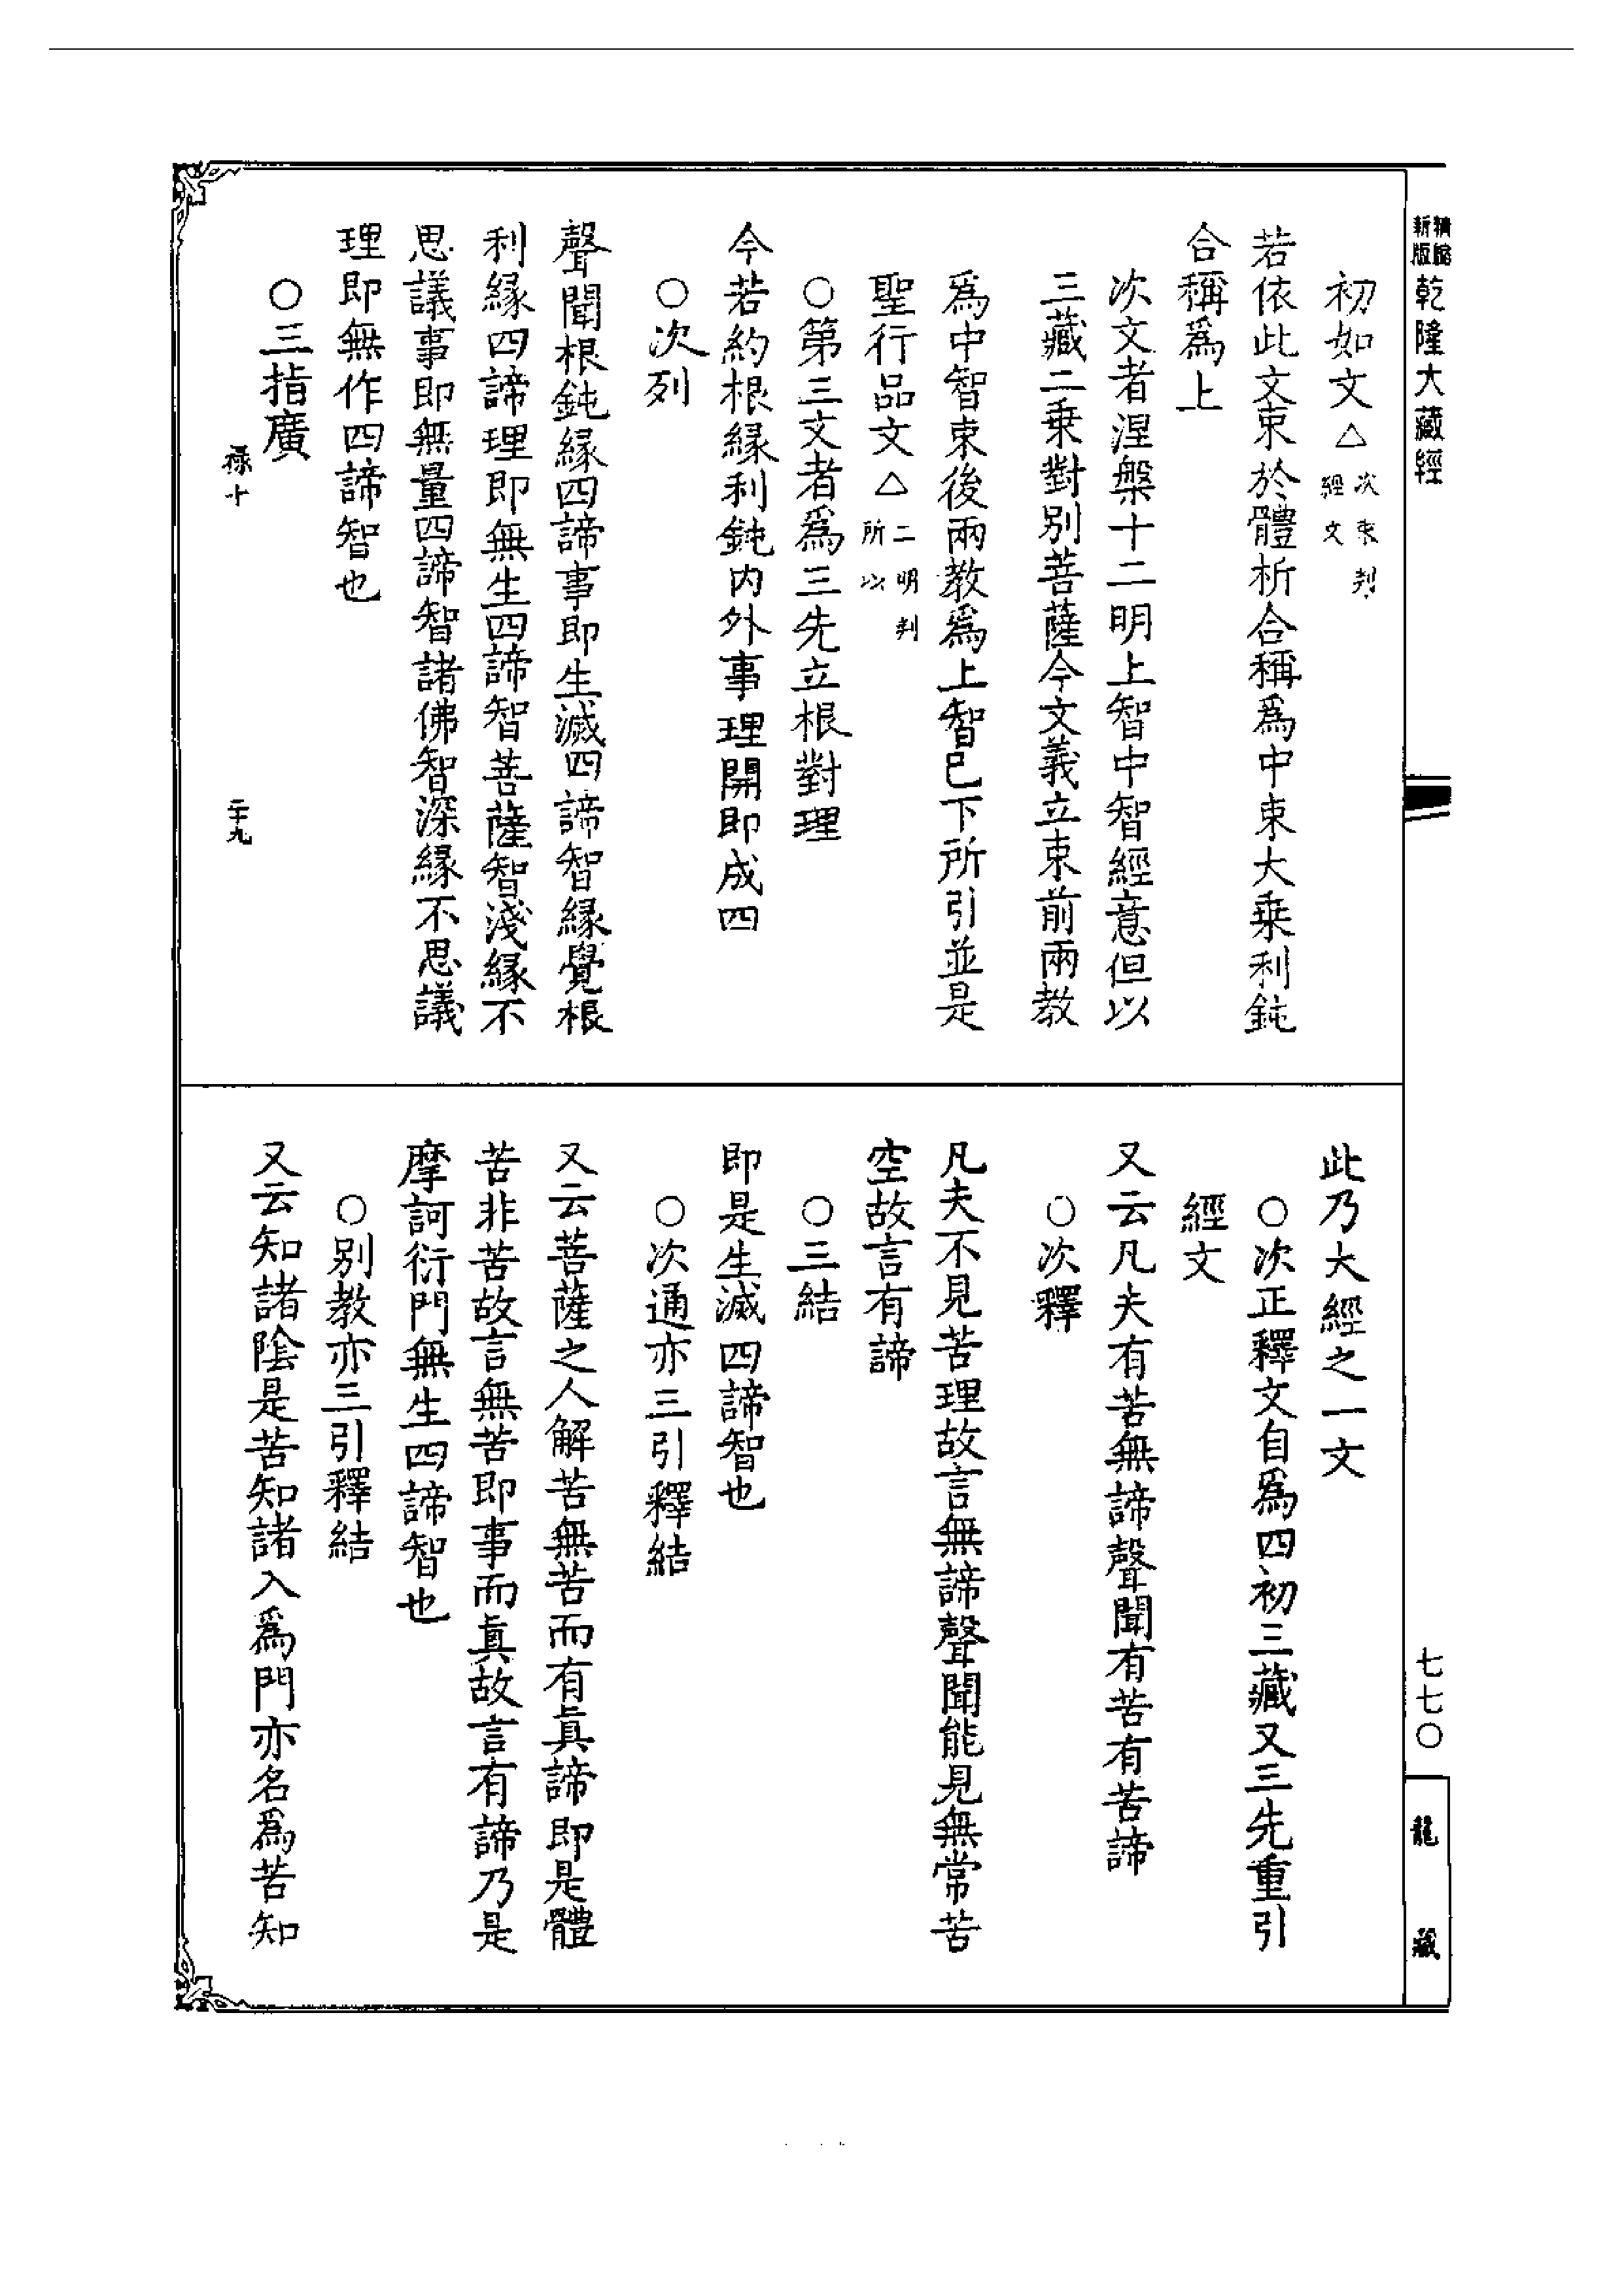 精縮
新版
乾隆大藏經
七七〇
龍藏
初如文△次束判
經文
若依此文束於體析合稱為中束大乗利鈍
合稱為上
次文者涅槃十二明上智中智經意但以
三藏二乗對別菩薩今文義立束前兩教
為中智束後兩教為上智已下所引並是
聖行品文△二明判
所以
○第三文者為三先立根對理
今若約根緣利鈍內外事理開即成四
○次列
聲聞根鈍緣四諦事即生滅四諦智緣覺根
利緣四諦理即無生四諦智菩薩智淺緣不
思議事即無量四諦智諸佛智深緣不思議
理即無作四諦智也
○三指廣
祿十
二十九
此乃大經之一文
○次正釋文自為四初三藏又三先重引
經文
又云凡夫有苦無諦聲聞有苦有苦諦
○次釋
凡夫不見苦理故言無諦聲聞能見無常苦
空故言有諦
○三結
即是生滅四諦智也
○次通亦三引釋結
又云菩薩之人解苦無苦而有真諦即是體
苦非苦故言無苦即事而真故言有諦乃是
摩訶衍門無生四諦智也
○別教亦三引釋結
又云知諸陰是苦知諸入為門亦名為苦知